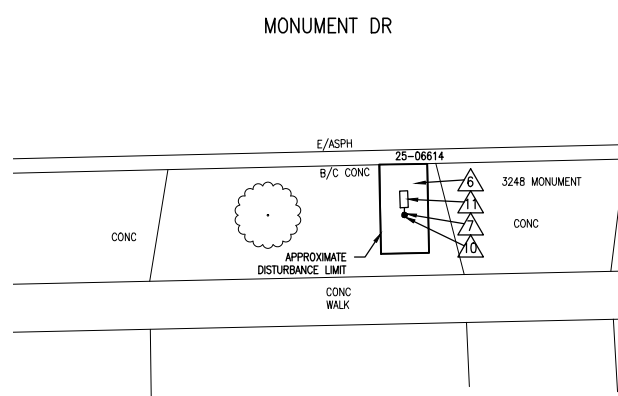 MONUMENT DR
E/ASPH
25-06614
B/C CONC
6
3248 MONUMENT
11
7
CONC
CONC
10
APPROXIMATE
DISTURBANCE LIMIT
CONC
WALK